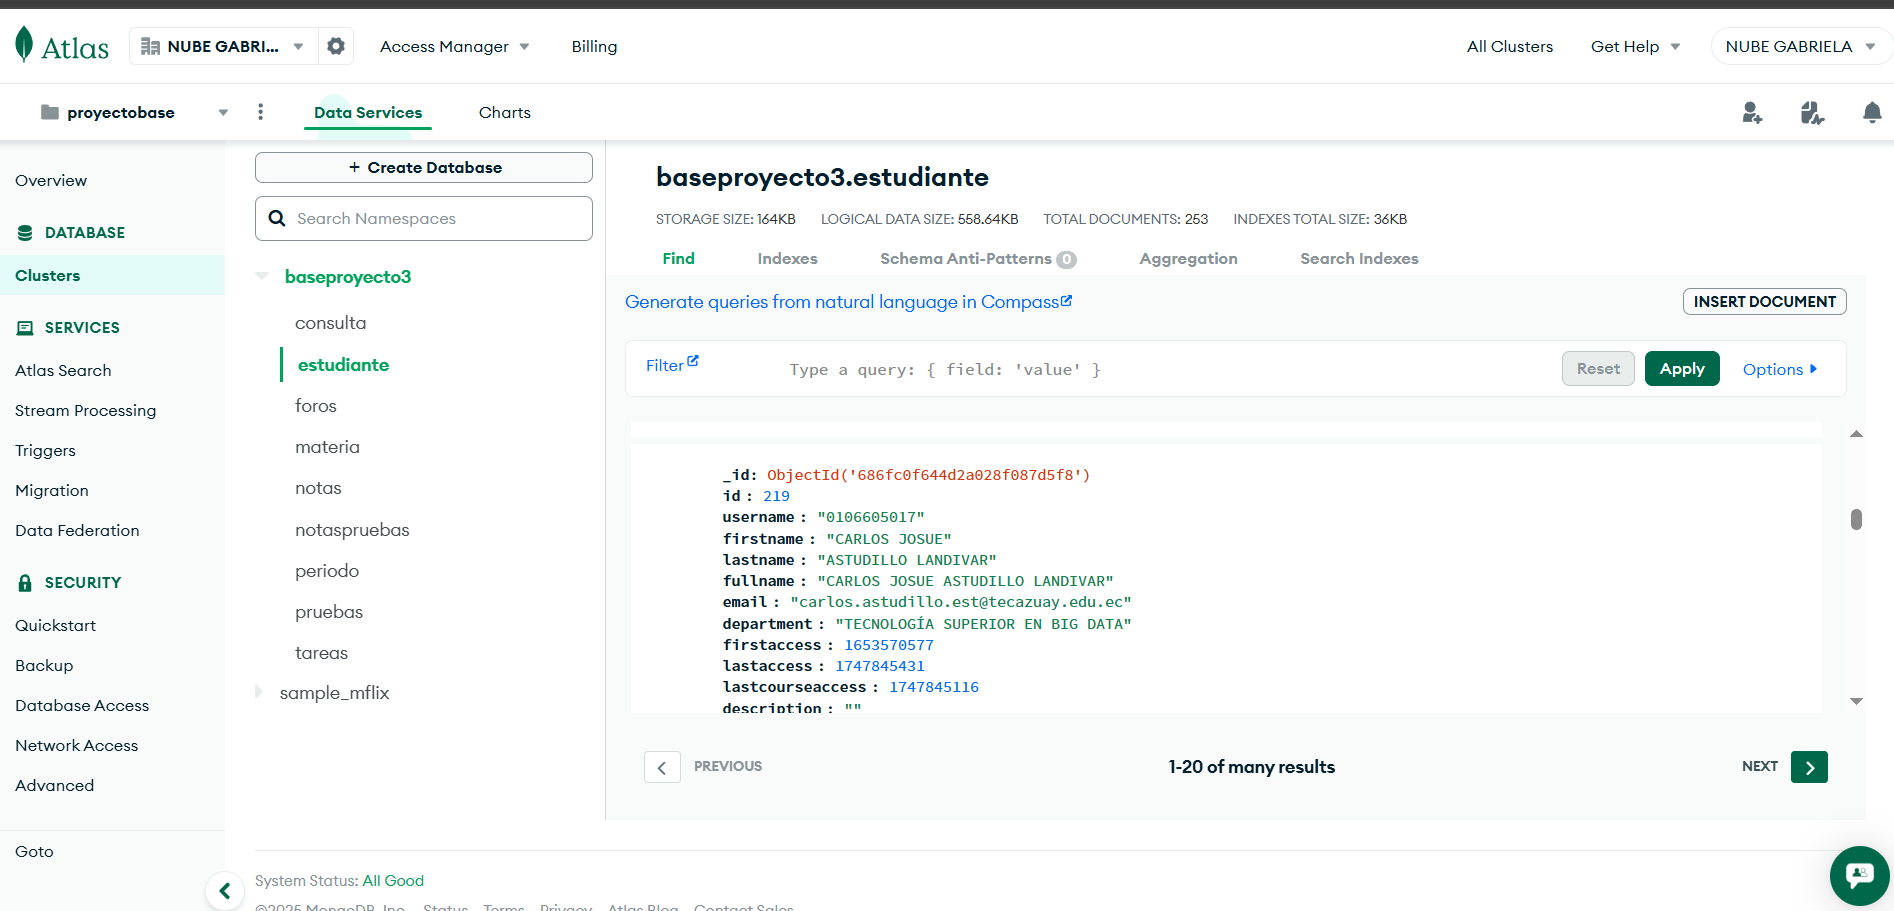 Atlas
NUBE GABRI...
Access Manager
Billing
All Clusters
Get Help
NUBE GABRIELA
proyectobase
Data Services
Charts
Overview
DATABASE
Clusters
SERVICES
Atlas Search
Stream Processing
Triggers
Migration
Data Federation
SECURITY
Quickstart
Backup
Database Access
Network Access
Advanced
Goto
+ Create Database
Search Namespaces
baseproyecto3
consulta
estudiante
foros
materia
notas
notaspruebas
periodo
pruebas
tareas
sample_mflix
baseproyecto3.estudiante
STORAGE SIZE: 164KB LOGICAL DATA SIZE: 558.64KB TOTAL DOCUMENTS: 253 INDEXES TOTAL SIZE: 36KB
Find Indexes Schema Anti-Patterns 0 Aggregation Search Indexes
Generate queries from natural language in Compass
INSERT DOCUMENT
Filter
Type a query: { field: 'value' }
Reset
Apply
Options
_id: ObjectId('686fc0f644d2a028f087d5f8')
id : 219
username : "0106605017"
firstname : "CARLOS JOSUE"
lastname : "ASTUDILLO LANDIVAR"
fullname : "CARLOS JOSUE ASTUDILLO LANDIVAR"
email : "carlos.astudillo.est@tecazuay.edu.ec"
department : "TECNOLOGÍA SUPERIOR EN BIG DATA"
firstaccess : 1653570577
lastaccess : 1747845431
lastcourseaccess : 1747845116
description : ""
PREVIOUS
1-20 of many results
NEXT
System Status: All Good
©2025 MongoDB, Inc. Status Terms Privacy Atlas Blog Contact Sales